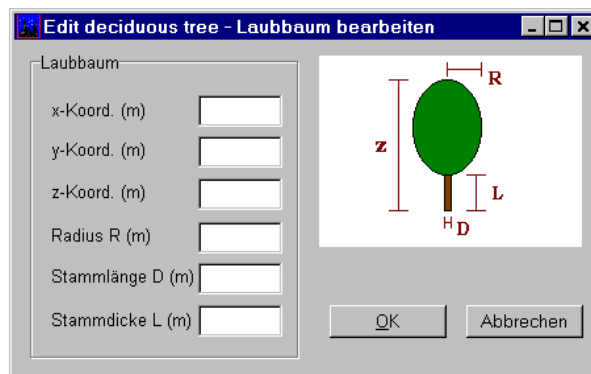 Edit deciduous tree - Laubbaum bearbeiten
Laubbaum
x-Koord. (m)
y-Koord. (m)
z-Koord. (m)
Radius R (m)
Stammlänge D (m)
Stammdicke L (m)
R
z
L
D
OK
Abbrechen